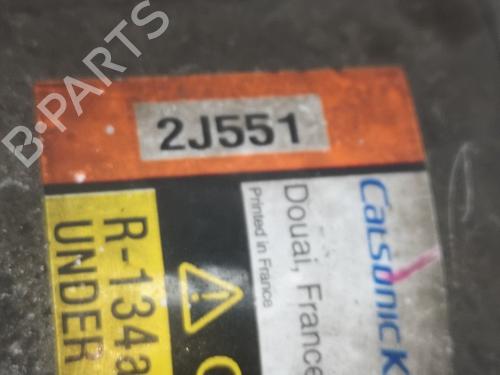 B-PARTS
2J551
R-134a
UNDER
Printed in France
Douai, France
Calsonic K